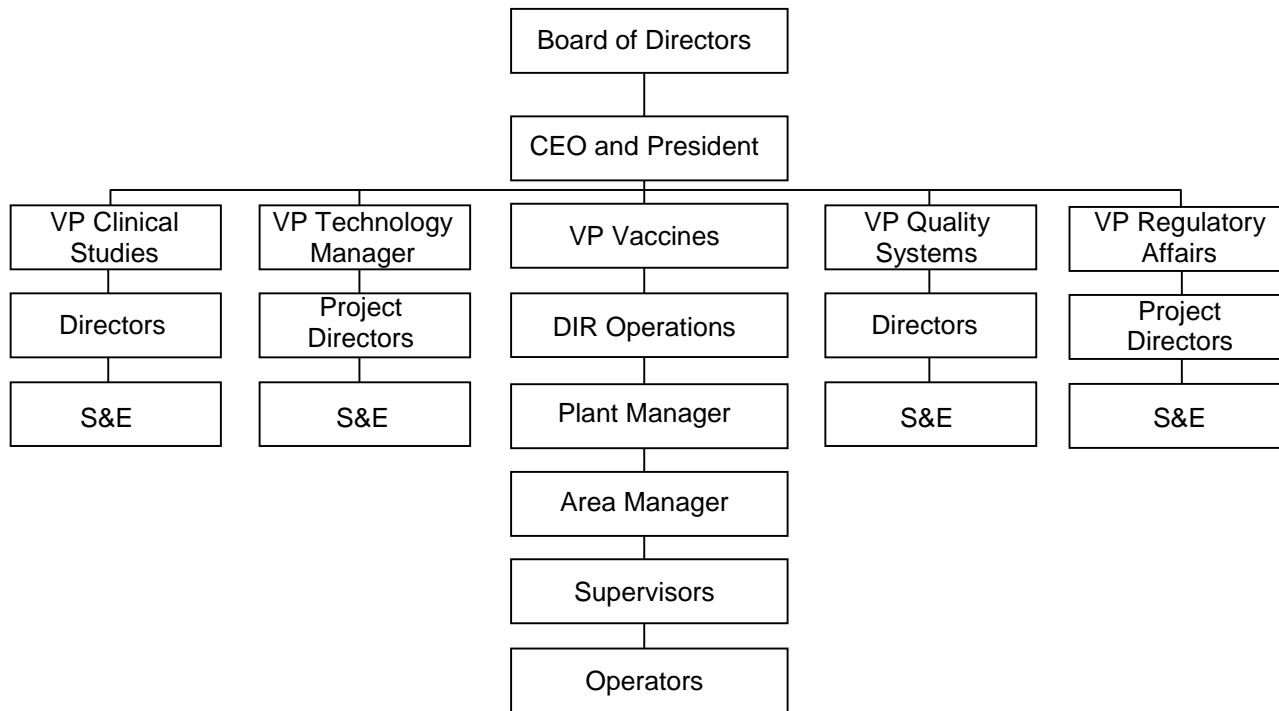 Board of Directors
CEO and President
VP Clinical
Studies
VP Technology
Manager
VP Vaccines
VP Quality
Systems
VP Regulatory
Affairs
Directors
Project
Directors
DIR Operations
Directors
Project
Directors
S&E
S&E
Plant Manager
S&E
S&E
Area Manager
Supervisors
Operators